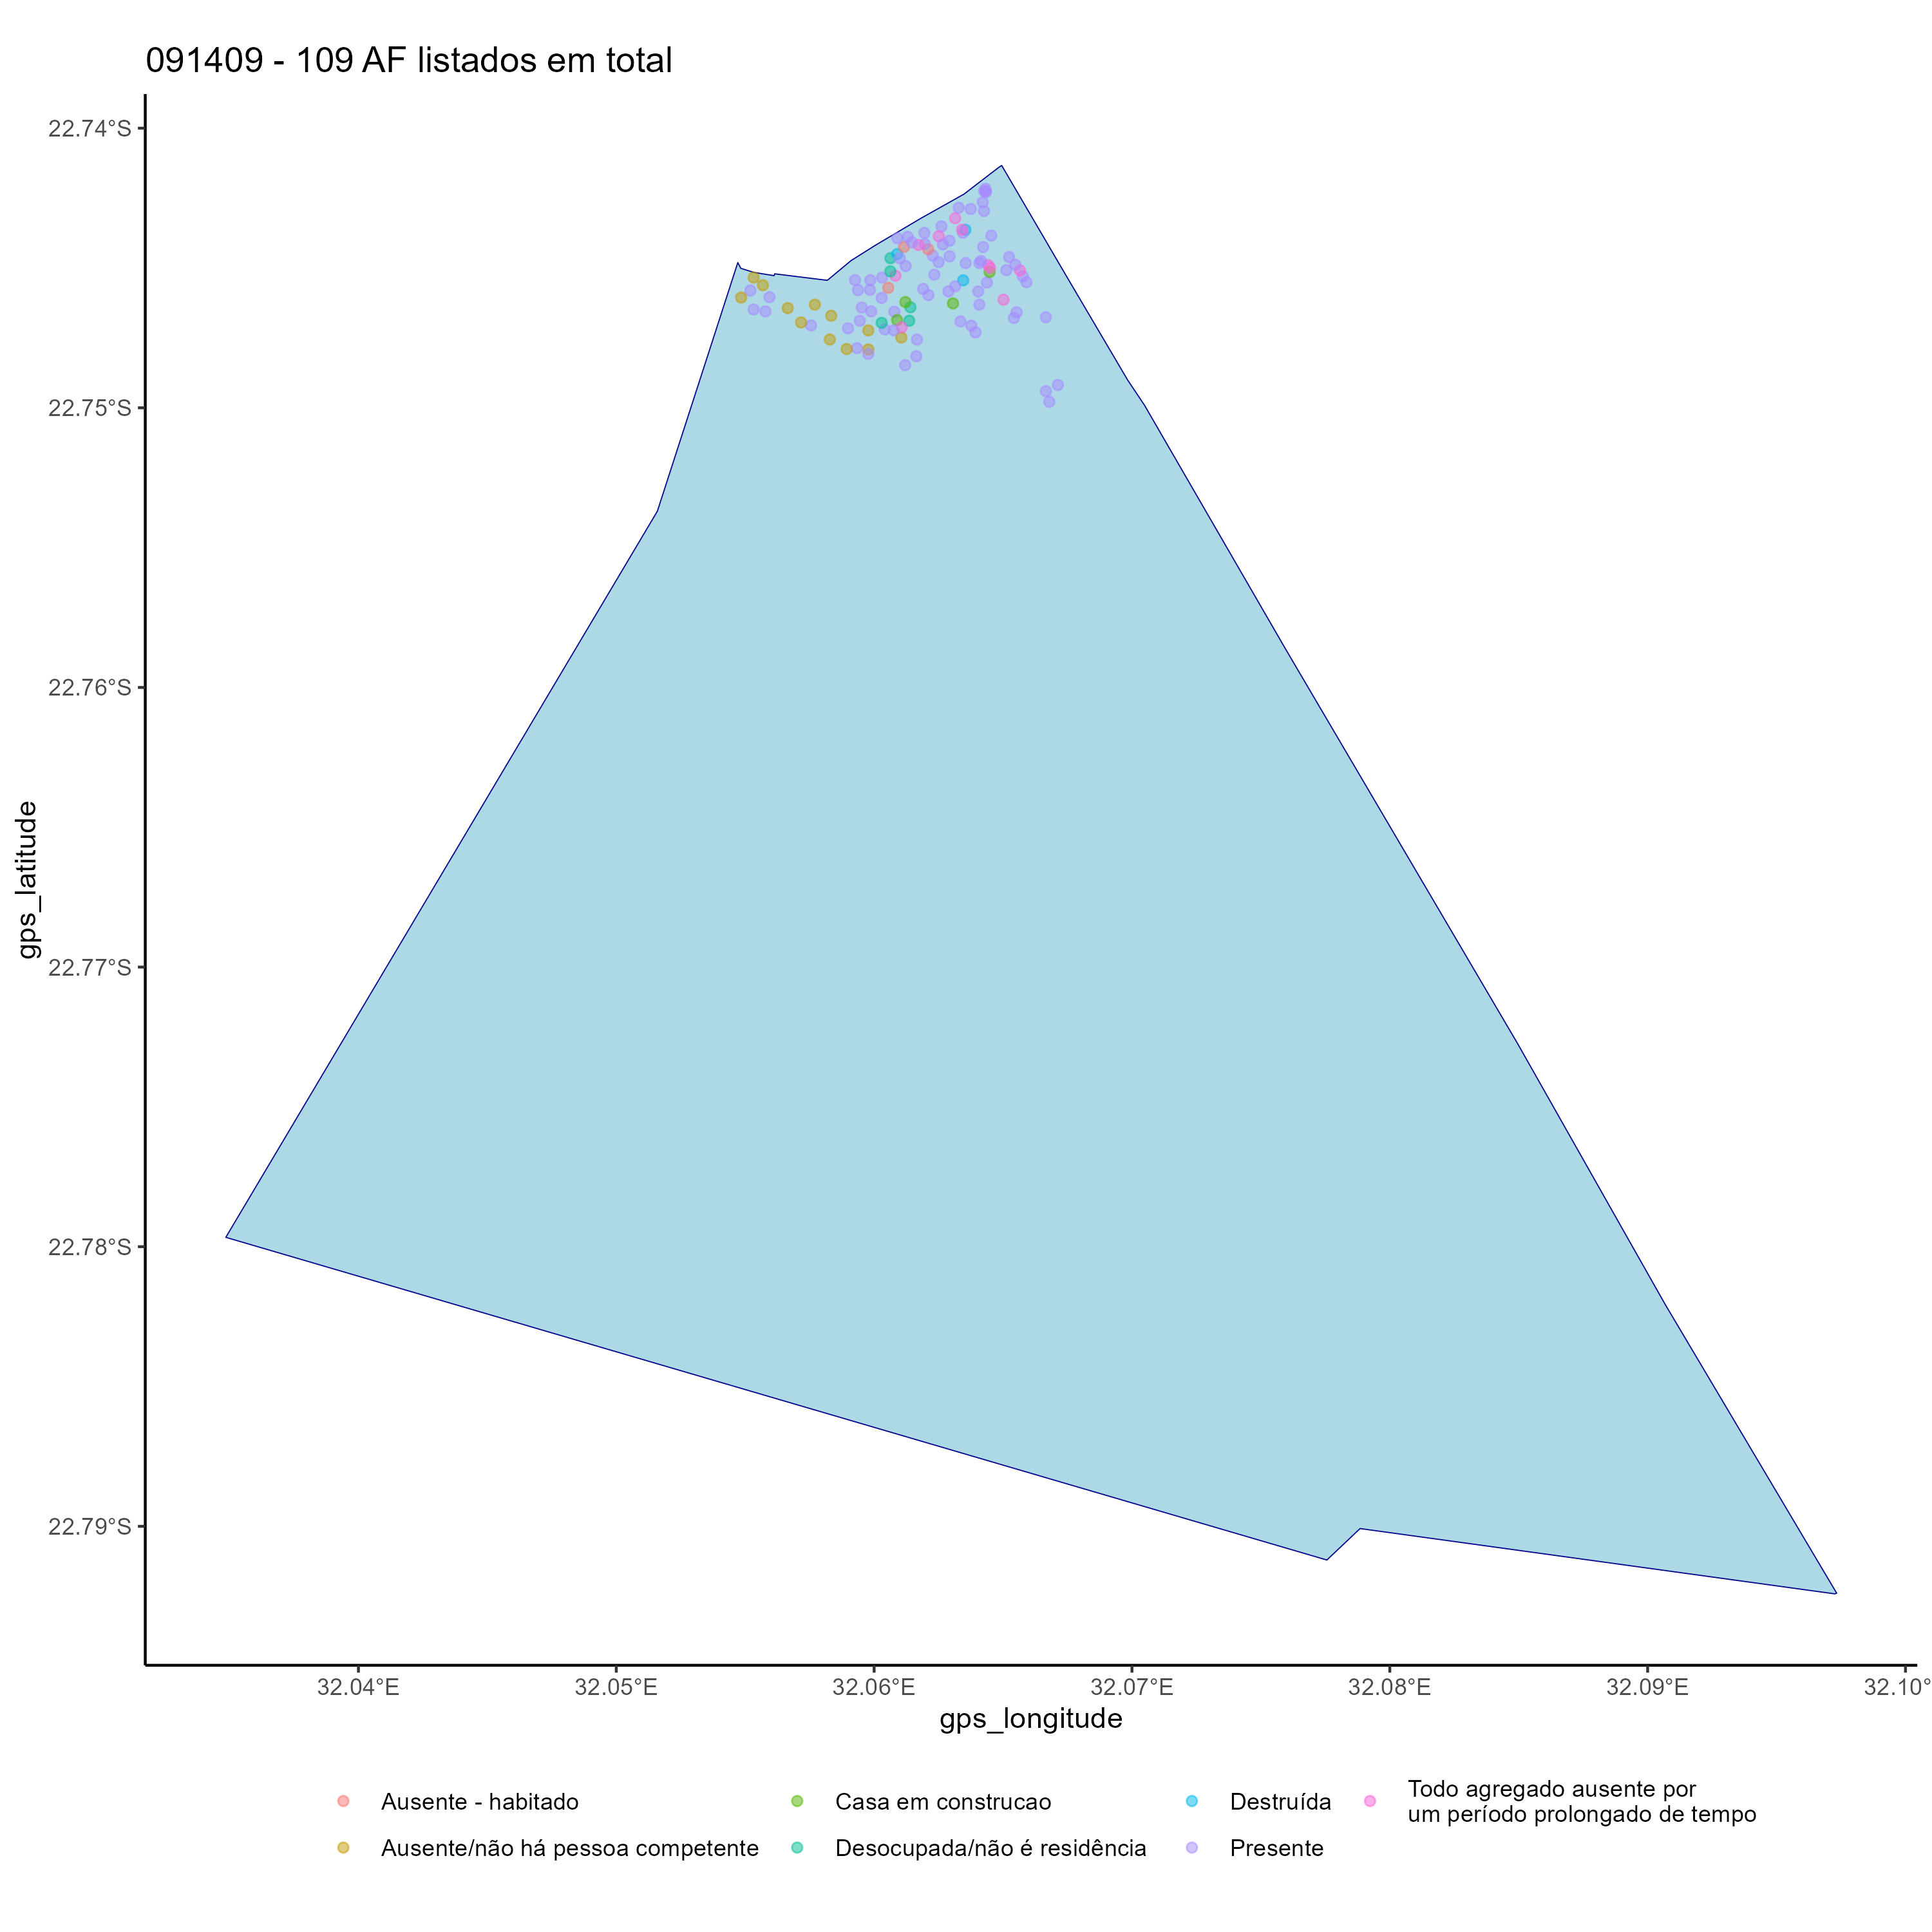 091409 - 109 AF listados em total
22.74°S
22.75°S
22.76°S
22.77°S
22.78°S
22.79°S
gps_latitude
32.04°E
32.05°E
32.06°E
32.07°E
32.08°E
32.09°E
32.10°
gps_longitude
Ausente - habitado
Ausente/não há pessoa competente
Casa em construcao
Desocupada/não é residência
Destruída
Presente
Todo agregado ausente por
um período prolongado de tempo